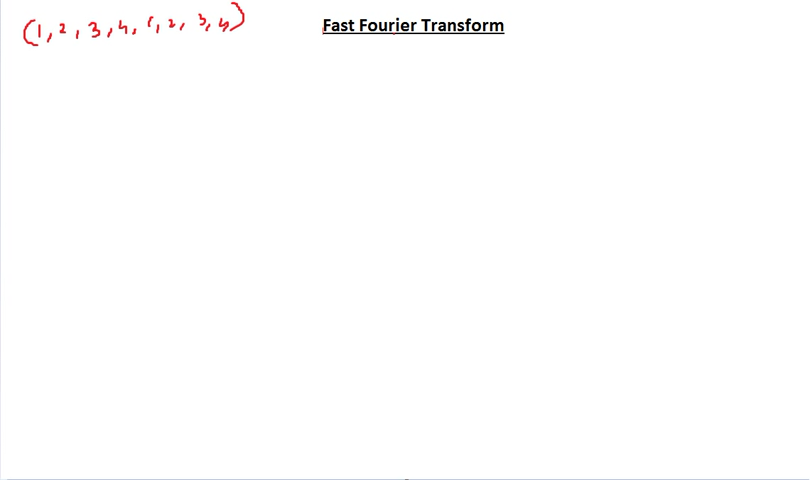 (1, 2, 3, 4, 1, 2, 3, 4)
Fast Fourier Transform